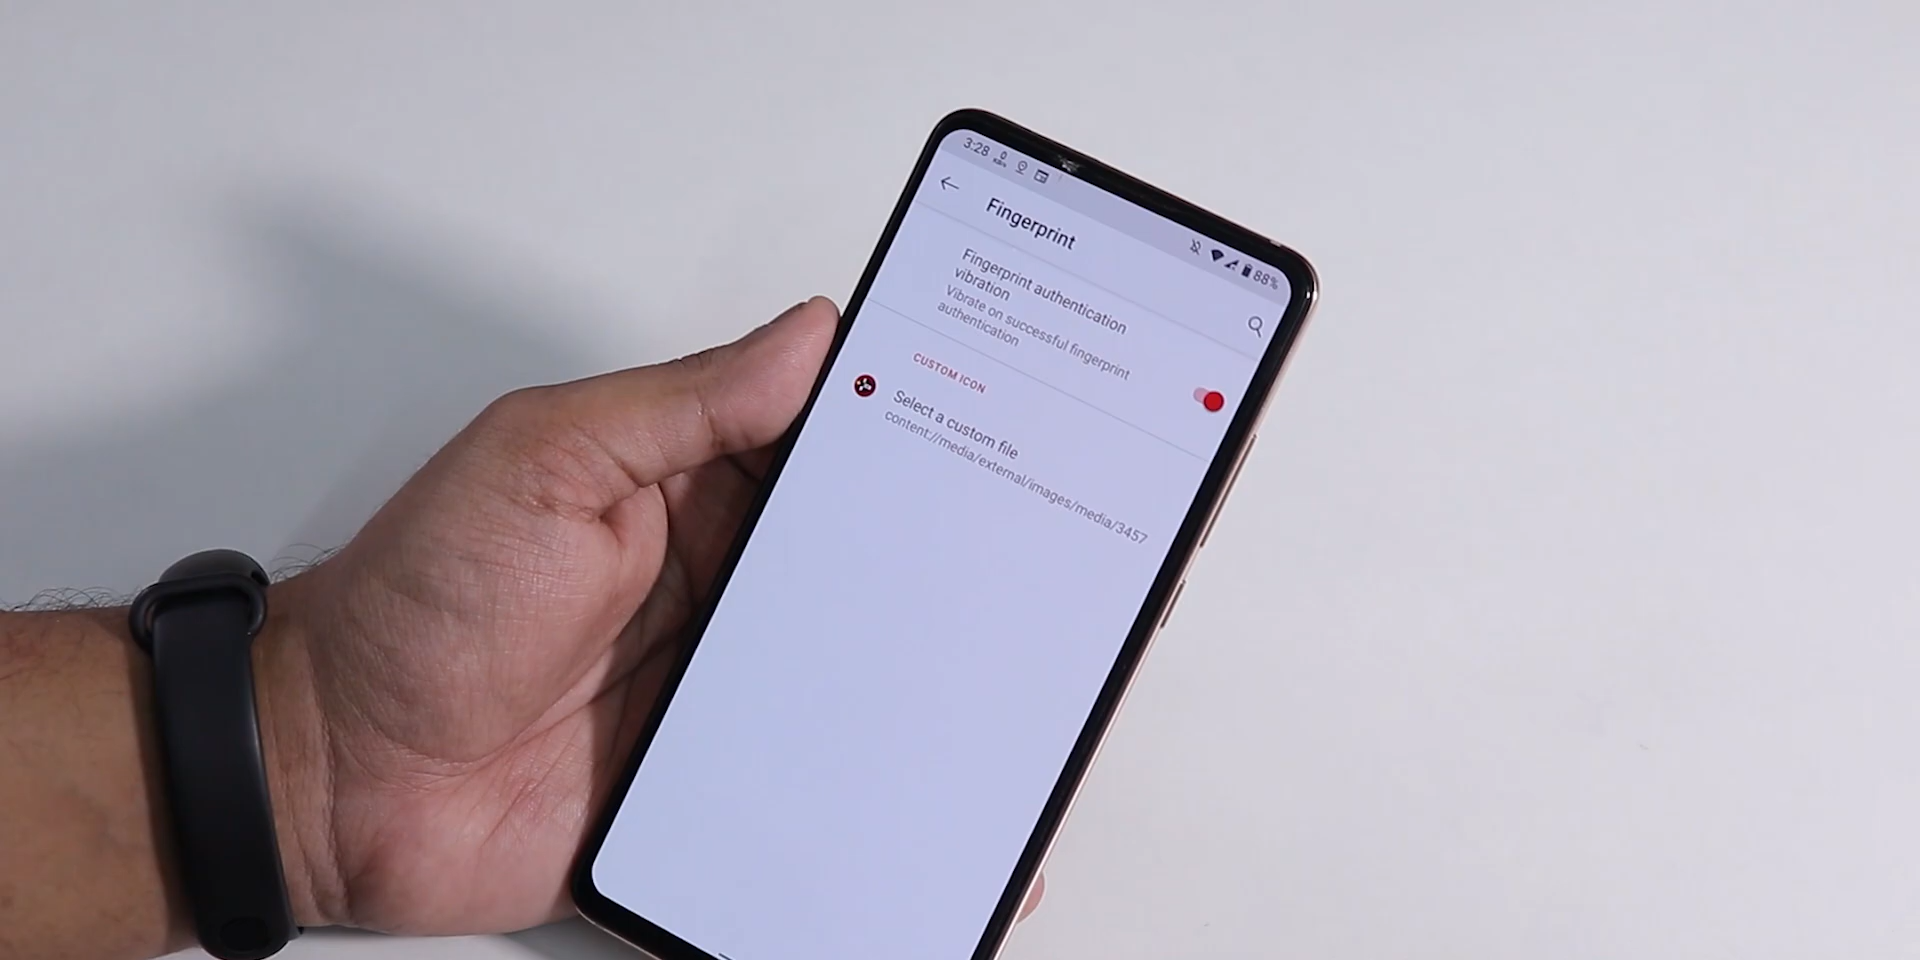 3:28
88%
Fingerprint
Fingerprint authentication
vibration
Vibrate on successful fingerprint
authentication
CUSTOM ICON
Select a custom file
content://media/external/images/media/3457